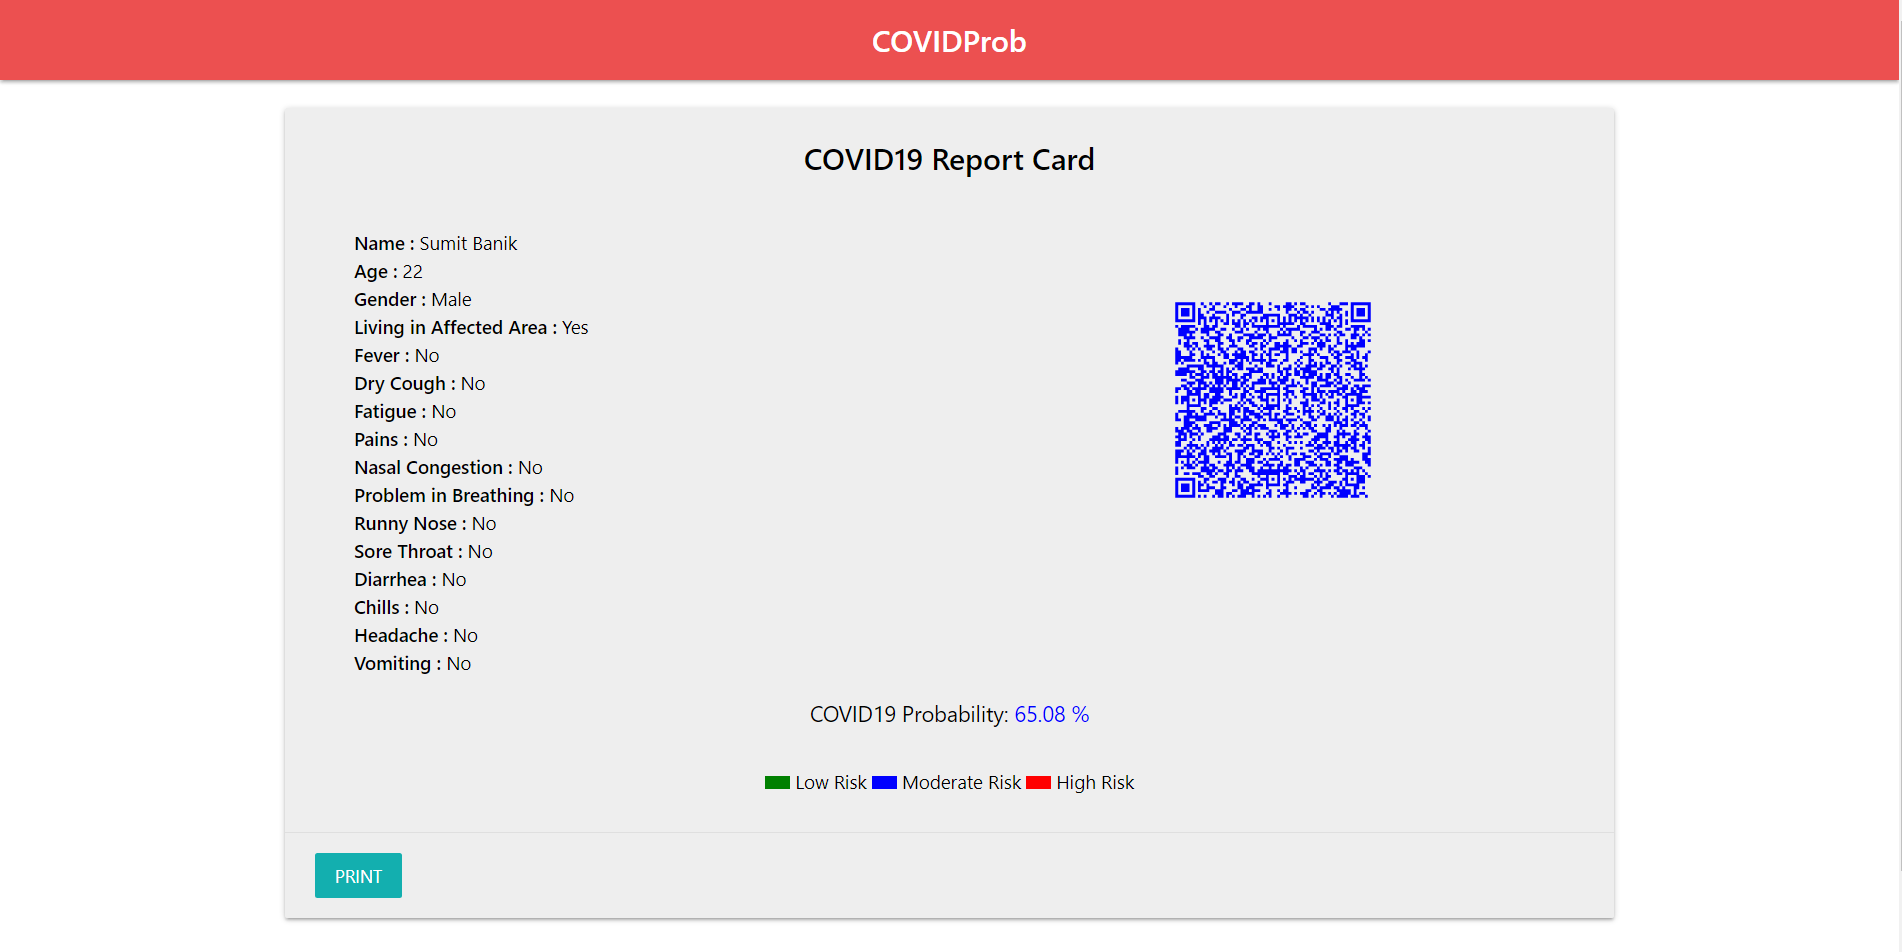 COVIDProb
COVID19 Report Card
Name : Sumit Banik
Age : 22
Gender : Male
Living in Affected Area : Yes
Fever : No
Dry Cough : No
Fatigue : No
Pains : No
Nasal Congestion : No
Problem in Breathing : No
Runny Nose : No
Sore Throat : No
Diarrhea : No
Chills : No
Headache : No
Vomiting : No
COVID19 Probability: 65.08 %
Low Risk Moderate Risk High Risk
PRINT